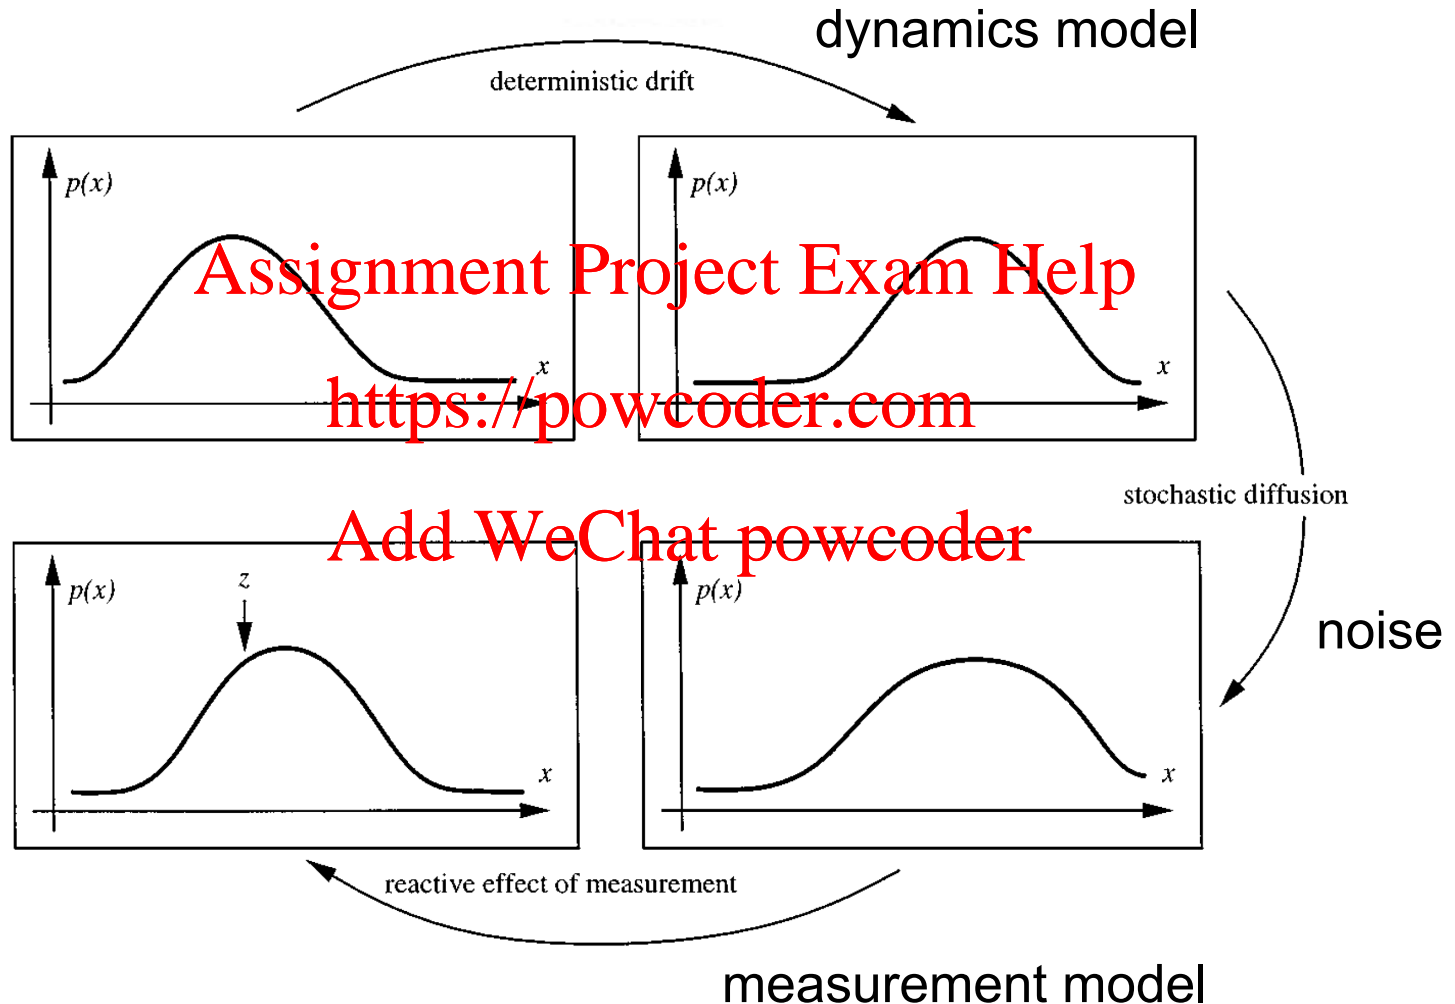 dynamics model
deterministic drift
p(x)
p(x)
Assignment Project Exam Help
x
x
https://powcoder.com
stochastic diffusion
Add WeChat powcoder
z
p(x)
p(x)
noise
x
x
reactive effect of measurement
measurement model